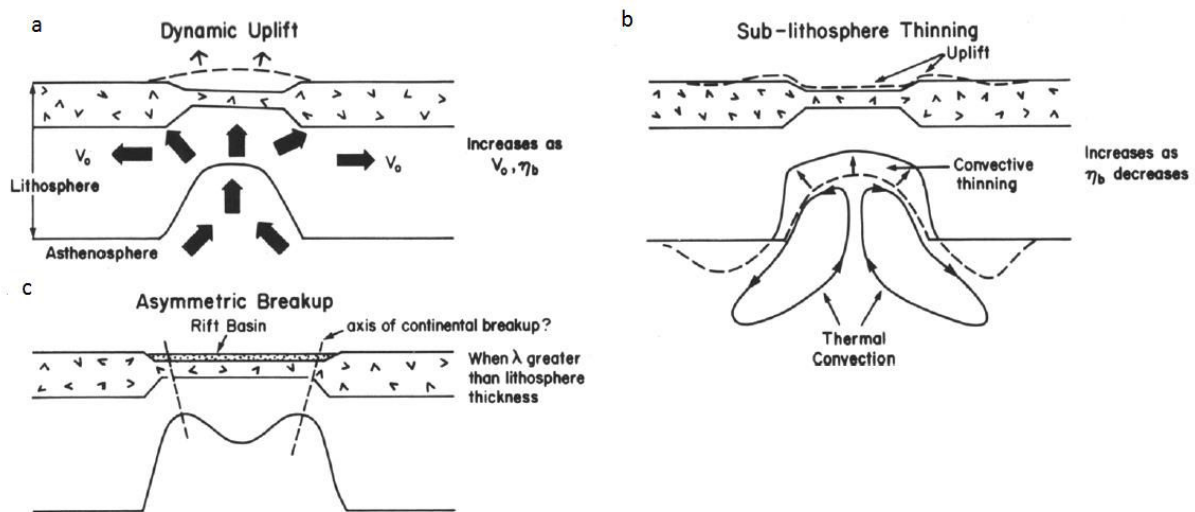 a
Dynamic Uplift
V₀
V₀
Increases as
V₀, η_b
Lithosphere
Asthenosphere
b
Sub-lithosphere Thinning
Uplift
Convective
thinning
Increases as
η_b decreases
Thermal
Convection
c
Asymmetric Breakup
Rift Basin
axis of continental breakup?
When λ greater
than lithosphere
thickness